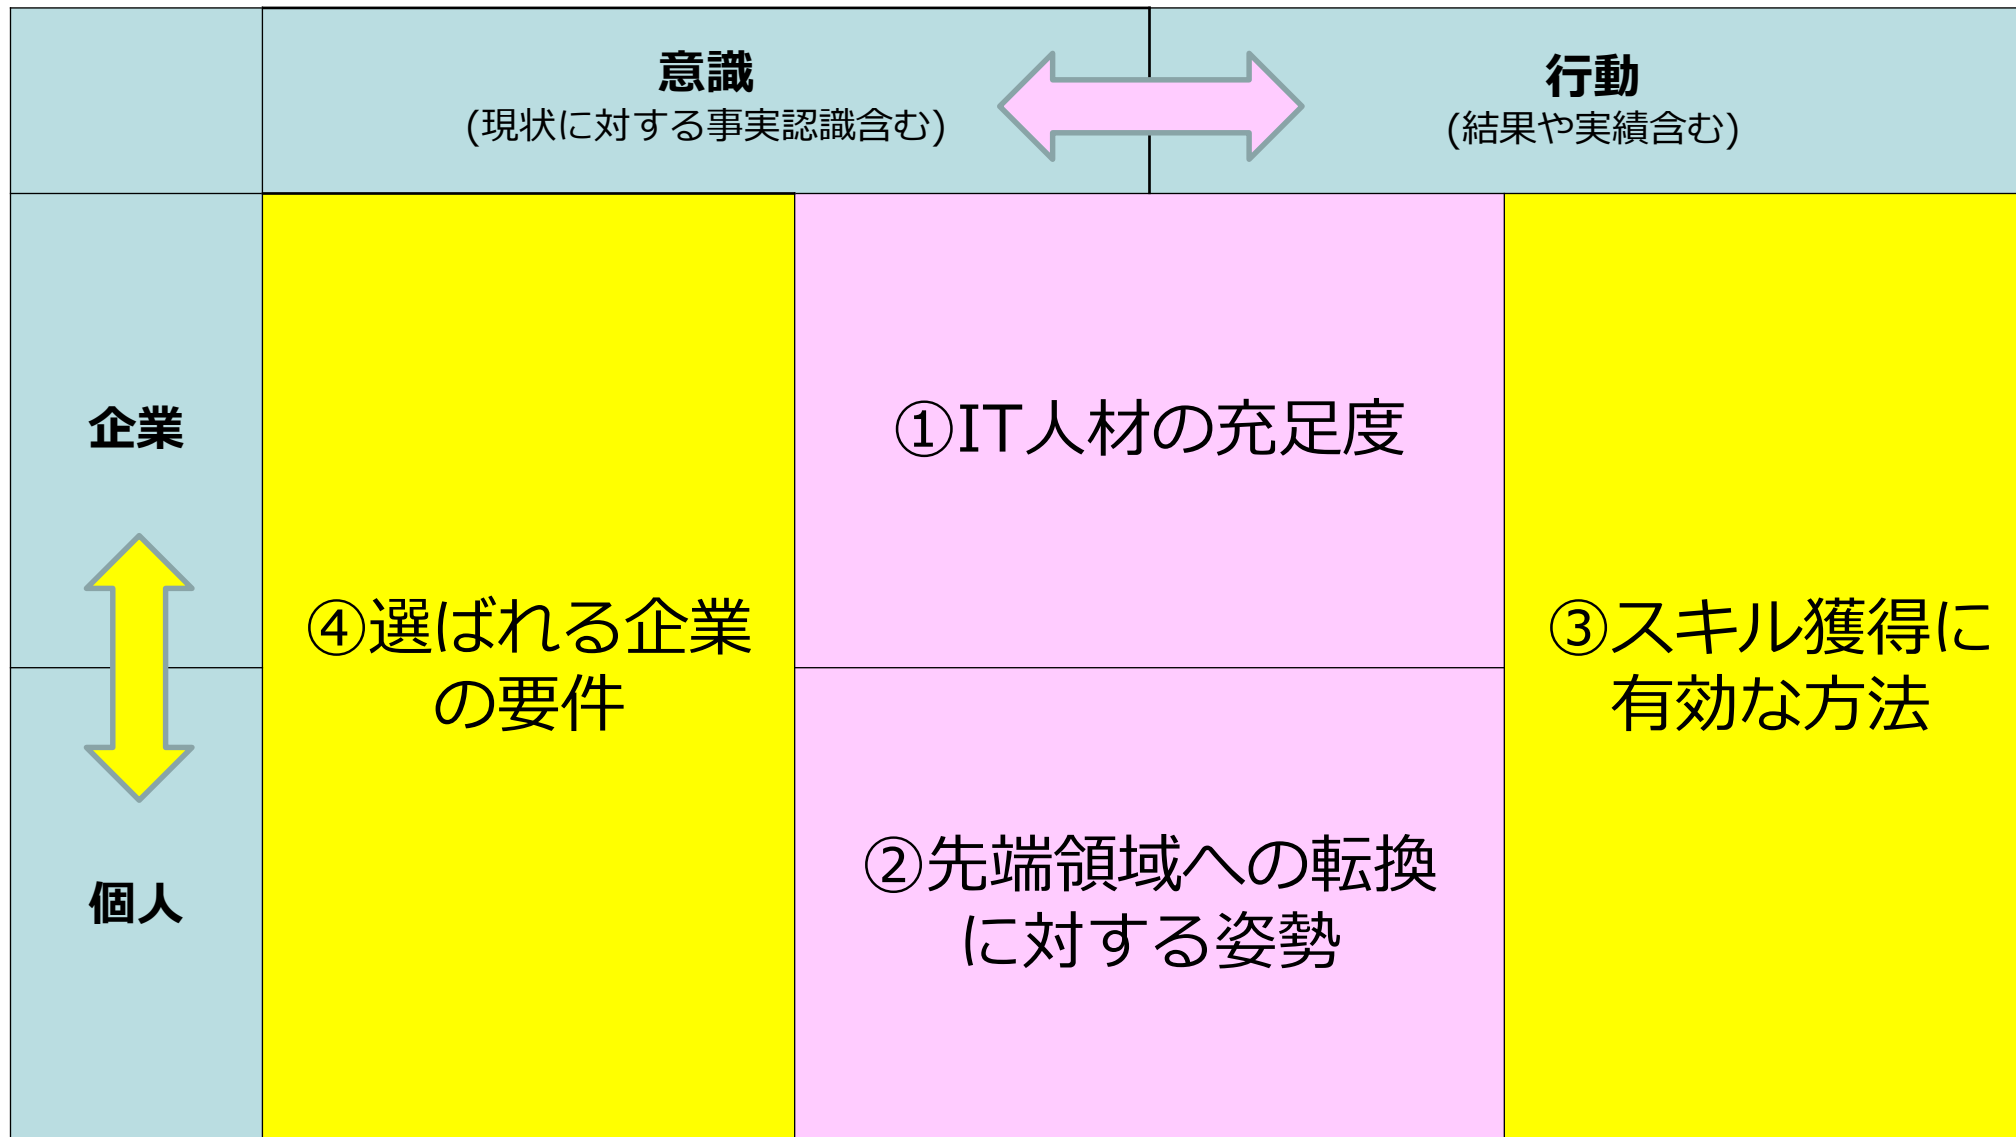 意識
(現状に対する事実認識含む)
行動
(結果や実績含む)
企業
①IT人材の充足度
④選ばれる企業
の要件
③スキル獲得に
有効な方法
個人
②先端領域への転換
に対する姿勢